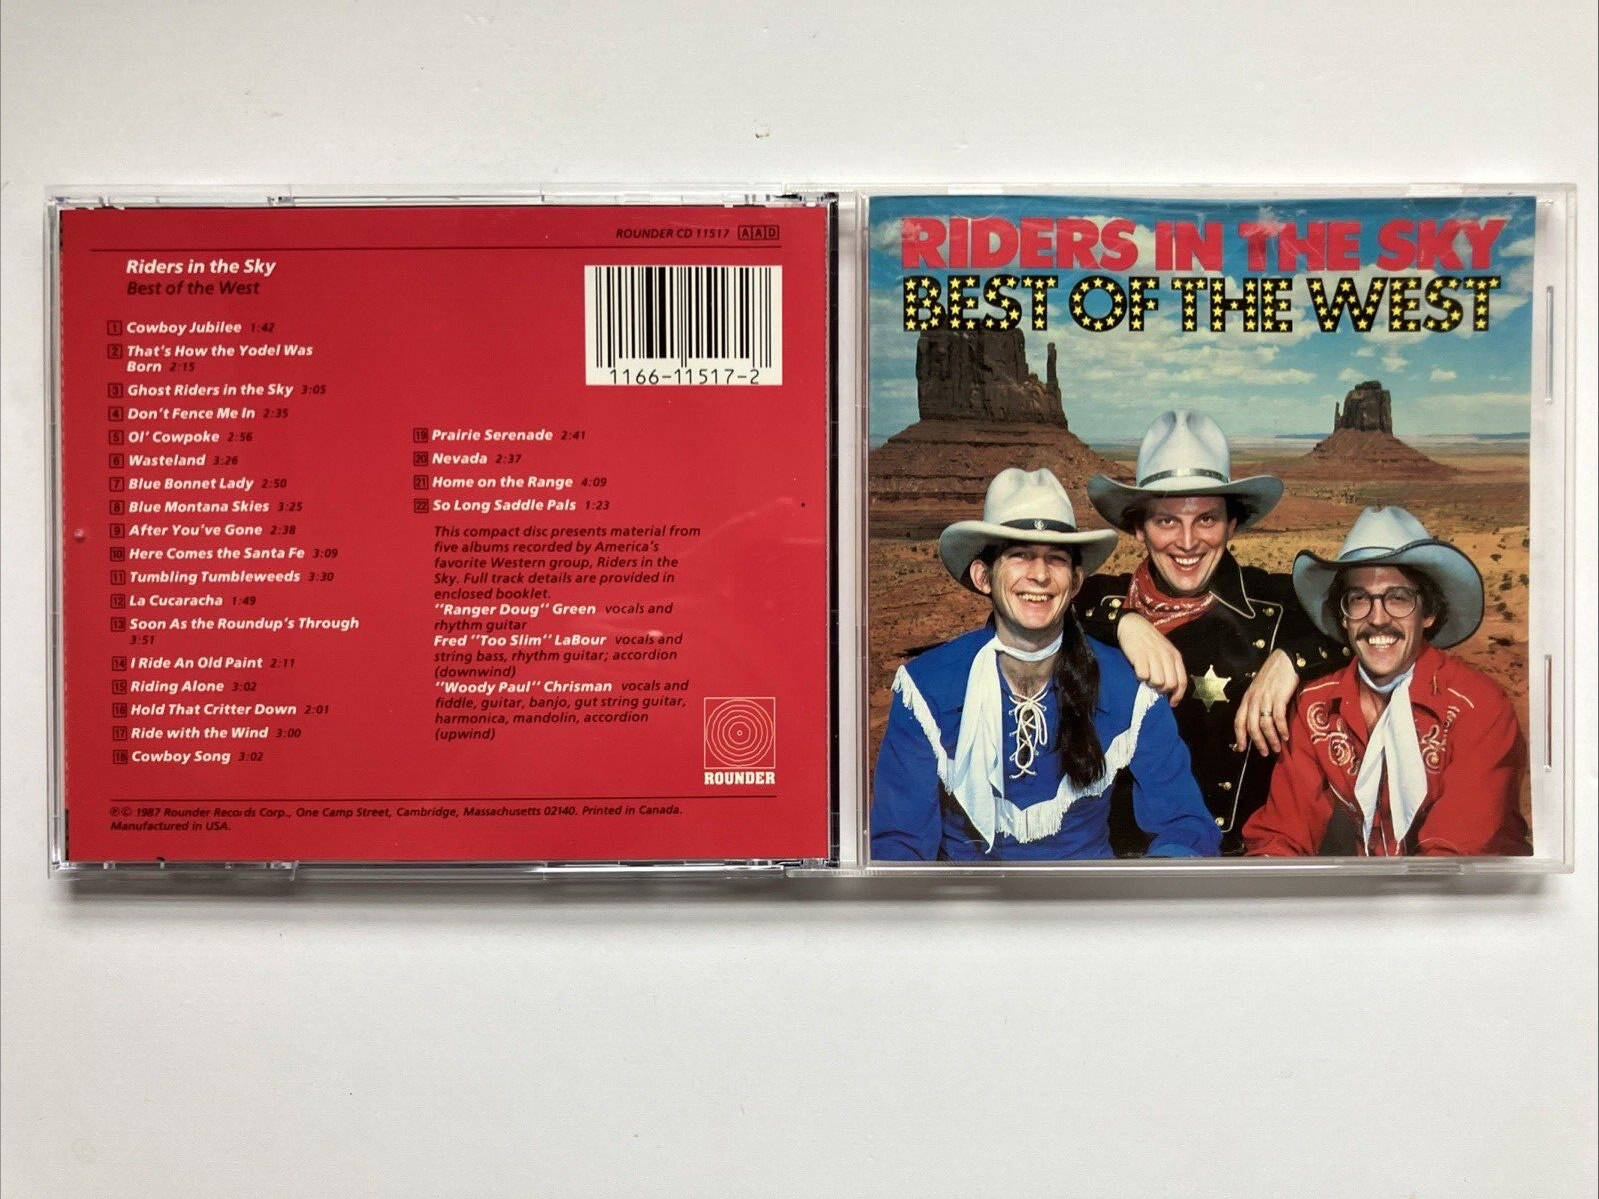 ROUNDER CD 11517 AAD
Riders in the Sky
Best of the West
1166-11517-2
1 Cowboy Jubilee 1:42
2 That's How the Yodel Was
Born 2:15
3 Ghost Riders in the Sky 3:05
4 Don't Fence Me In 2:35
5 Ol' Cowpoke 2:56
6 Wasteland 3:26
7 Blue Bonnet Lady 2:50
8 Blue Montana Skies 3:25
9 After You've Gone 2:38
10 Here Comes the Santa Fe 3:09
11 Tumbling Tumbleweeds 3:30
12 La Cucaracha 1:49
13 Soon As the Roundup's Through
3:51
14 I Ride An Old Paint 2:11
15 Riding Alone 3:02
16 Hold That Critter Down 2:01
17 Ride with the Wind 3:00
18 Cowboy Song 3:02
19 Prairie Serenade 2:41
20 Nevada 2:37
21 Home on the Range 4:09
22 So Long Saddle Pals 1:23
This compact disc presents material from
five albums recorded by America's
favorite Western group, Riders in the
Sky. Full track details are provided in
enclosed booklet.
"Ranger Doug" Green vocals and
rhythm guitar
Fred "Too Slim" LaBour vocals and
string bass, rhythm guitar; accordion
(downwind)
"Woody Paul" Chrisman vocals and
fiddle, guitar, banjo, gut string guitar,
harmonica, mandolin, accordion
(upwind)
ROUNDER
℗© 1987 Rounder Records Corp., One Camp Street, Cambridge, Massachusetts 02140. Printed in Canada.
Manufactured in USA.
RIDERS IN THE SKY
BEST OF THE WEST